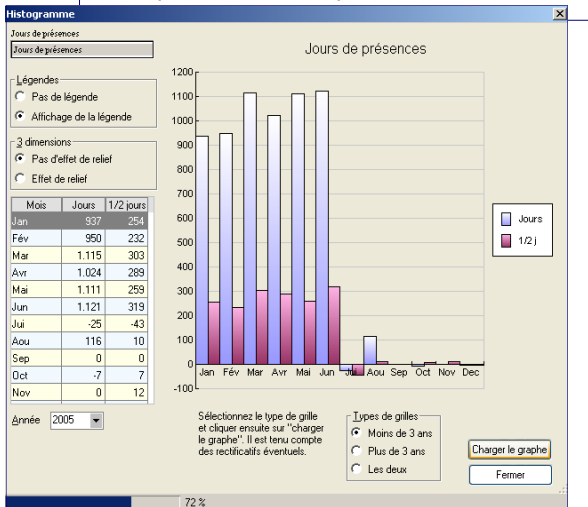 Histogramme
Jours de présences
Jours de présences
Légendes
Pas de légende
Affichage de la légende
3 dimensions
Pas d'effet de relief
Effet de relief
Mois Jours 1/2 jours
Jan 937 254
Fév 950 232
Mar 1.115 303
Avr 1.024 289
Mai 1.111 259
Jun 1.121 319
Jui -25 -43
Aou 116 10
Sep 0 0
Oct -7 7
Nov 0 12
Année 2005
Jours de présences
1200
1100
1000
900
800
700
600
500
400
300
200
100
0
-100
Jan Fév Mar Avr Mai Jun Jui Aou Sep Oct Nov Dec
Jours
1/2 j
Sélectionnez le type de grille
et cliquer ensuite sur "charger
le graphe". Il est tenu compte
des rectificatifs éventuels.
Types de grilles
Moins de 3 ans
Plus de 3 ans
Les deux
Charger le graphe
Fermer
72 %